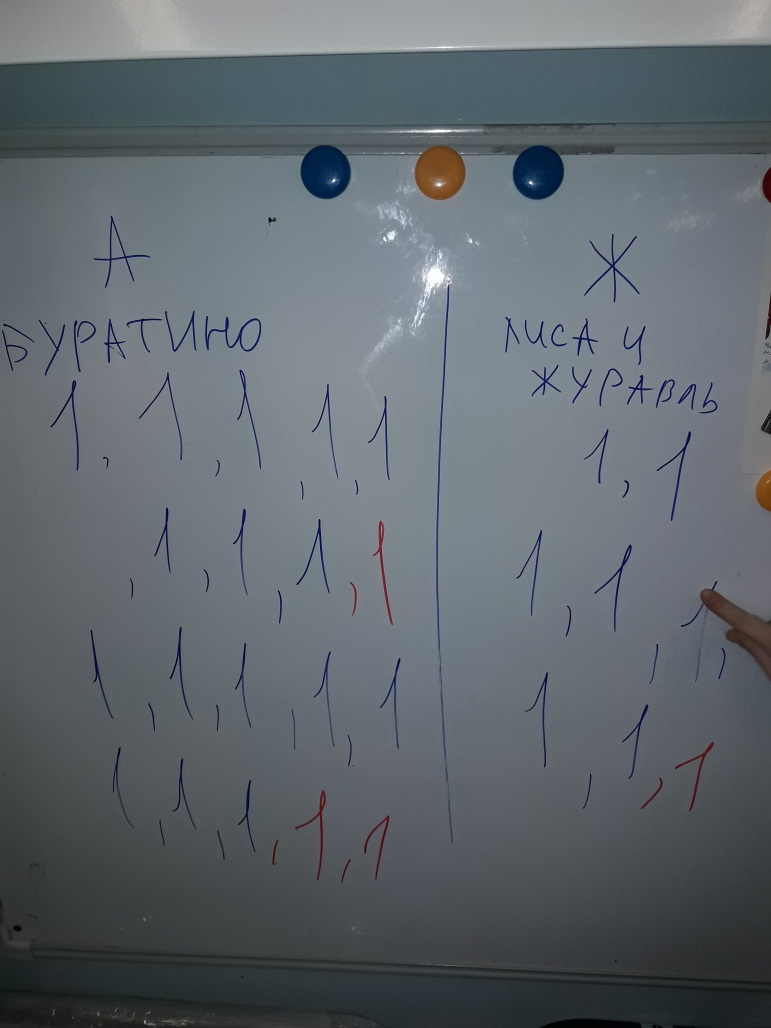 А
БУРАТИНО
1, 1, 1, 1, 1
, 1, 1, 1, 1
1, 1, 1, 1, 1
1, 1, 1, 1, 1
Ж
ЛИСА И
ЖУРАВЛЬ
1, 1
1, 1, 1,
1, 1, 1